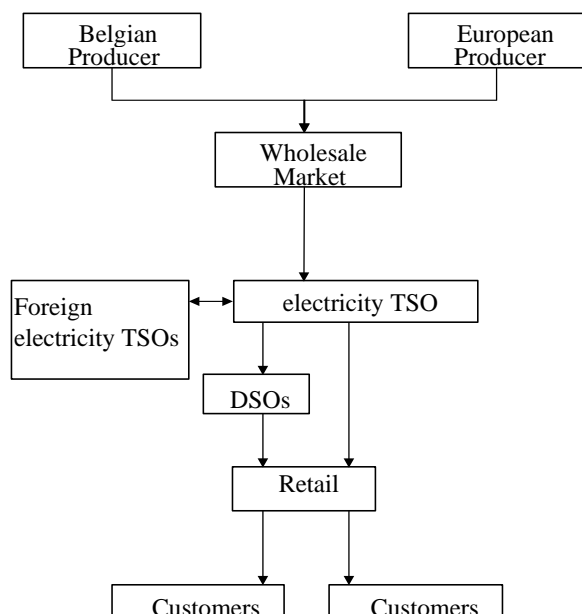 Belgian
Producer
European
Producer
Wholesale
Market
electricity TSO
Foreign
electricity TSOs
DSOs
Retail
Customers
Customers